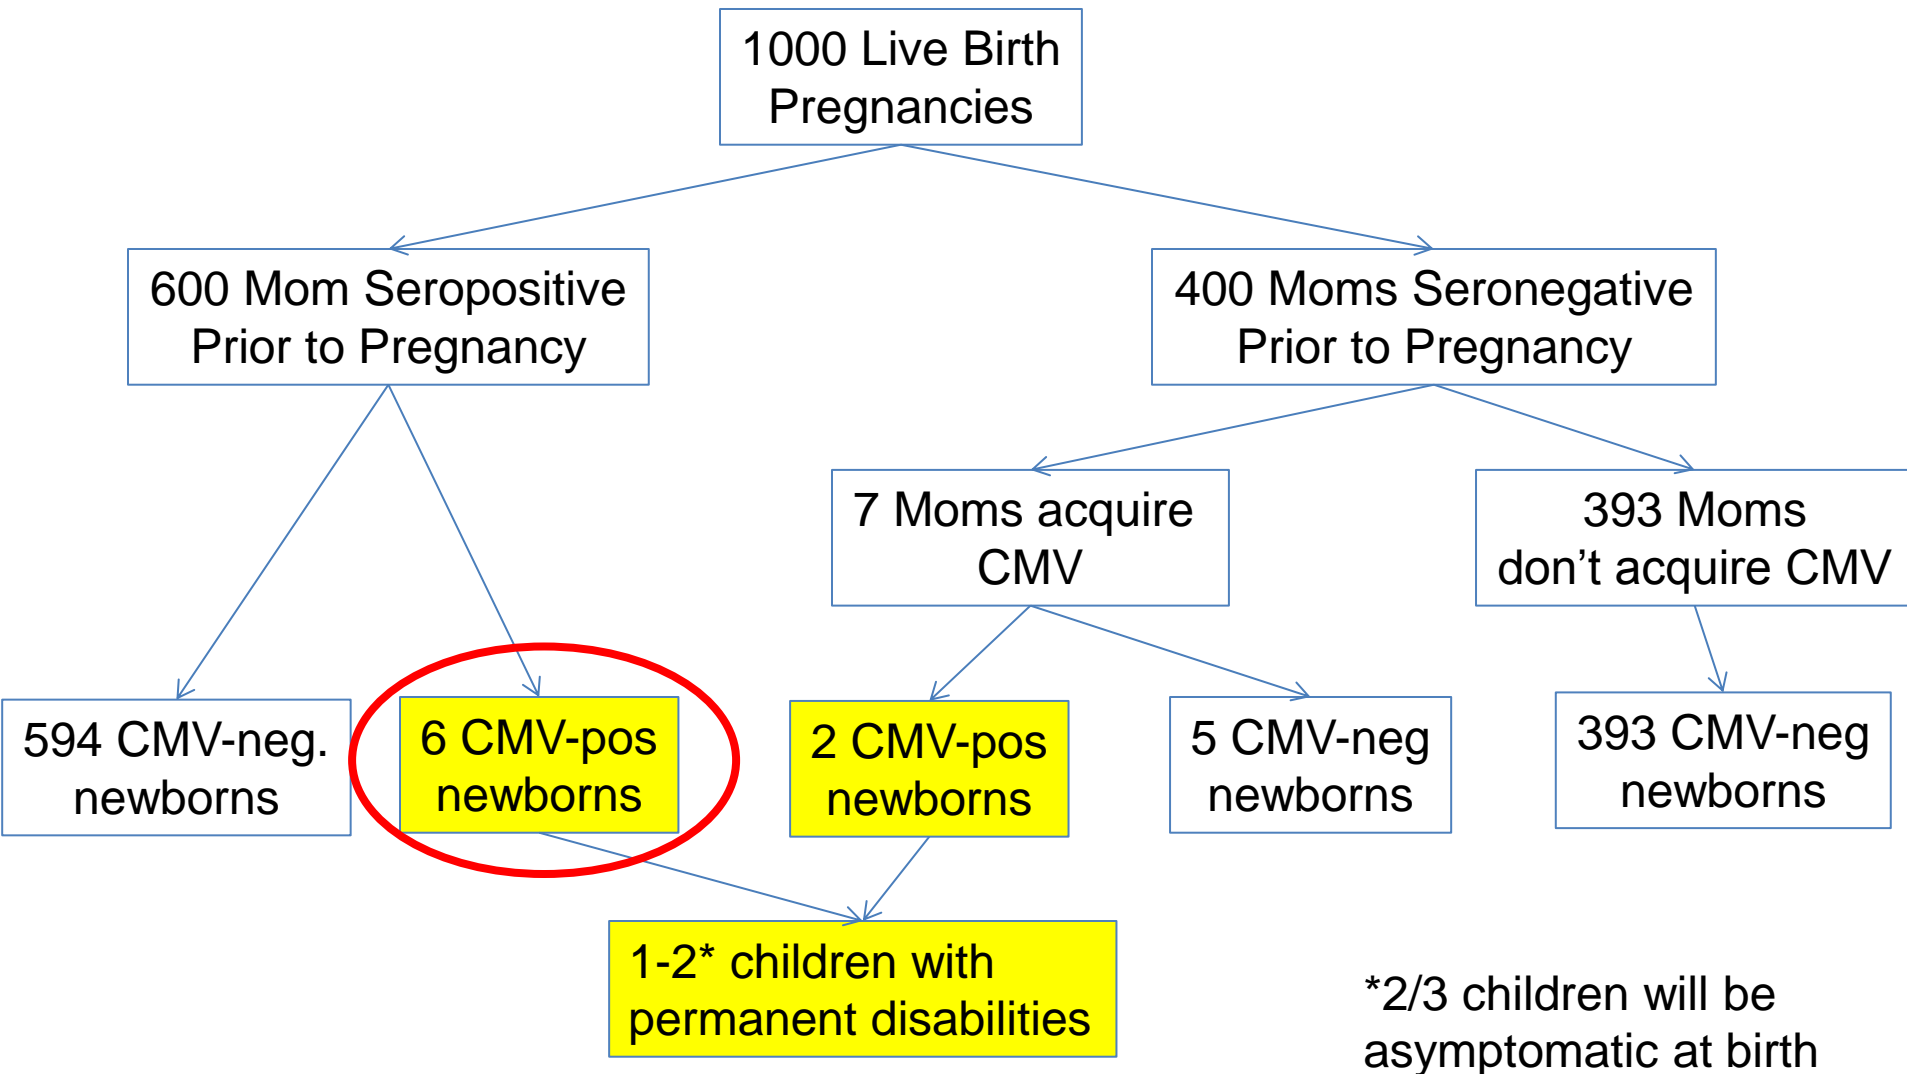 1000 Live Birth
Pregnancies
600 Mom Seropositive
Prior to Pregnancy
400 Moms Seronegative
Prior to Pregnancy
7 Moms acquire
CMV
393 Moms
don’t acquire CMV
594 CMV-neg.
newborns
6 CMV-pos
newborns
2 CMV-pos
newborns
5 CMV-neg
newborns
393 CMV-neg
newborns
1-2* children with
permanent disabilities
*2/3 children will be
asymptomatic at birth